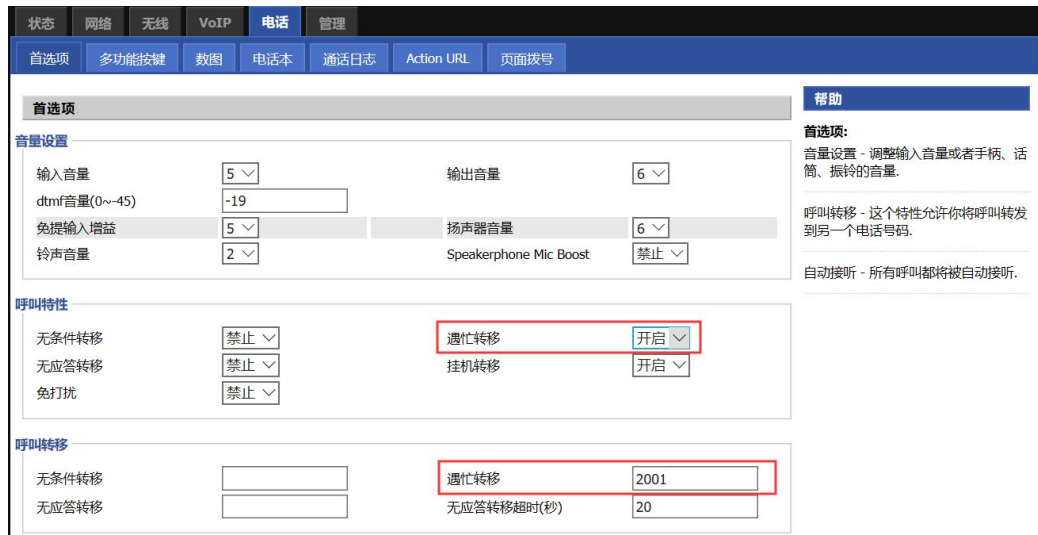 状态 网络 无线 VoIP 电话 管理
首选项 多功能按键 数图 电话本 通话日志 Action URL 页面拨号
首选项
音量设置
输入音量 5 输出音量 6
dtmf音量(0~-45) -19
免提输入增益 5 扬声器音量 6
铃声音量 2 Speakerphone Mic Boost 禁止
呼叫特性
无条件转移 禁止 遇忙转移 开启
无应答转移 禁止 挂机转移 开启
免打扰 禁止
呼叫转移
无条件转移 遇忙转移 2001
无应答转移 无应答转移超时(秒) 20
帮助
首选项:
音量设置 - 调整输入音量或者手柄、话
筒、振铃的音量.
呼叫转移 - 这个特性允许你将呼叫转发
到另一个电话号码.
自动接听 - 所有呼叫都将被自动接听.